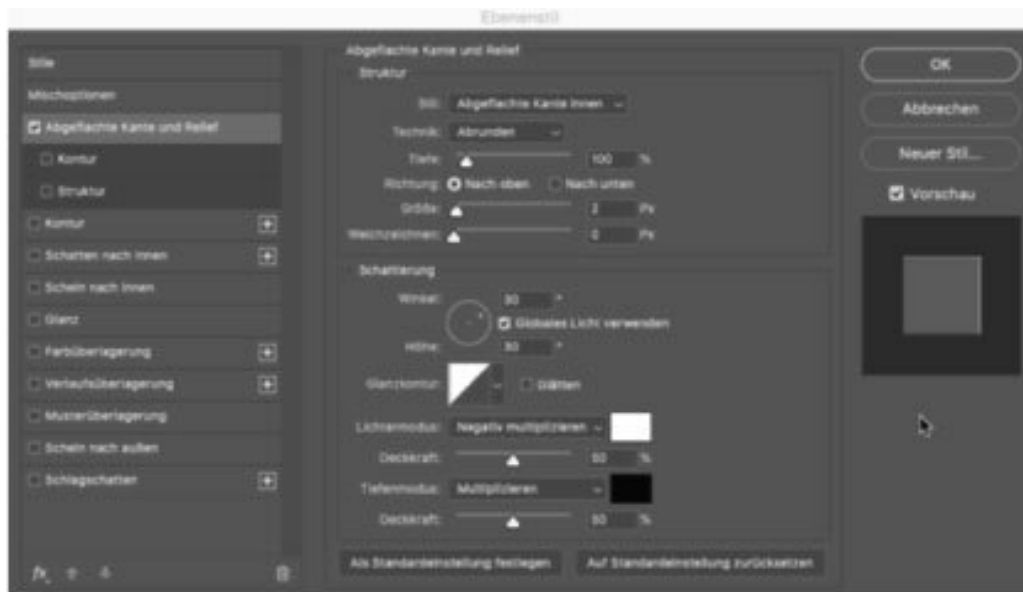 Ebenenstil
Stile
Mischoptionen
Abgeflachte Kante und Relief
Kontur
Struktur
Kontur
Schatten nach innen
Schein nach innen
Glanz
Farbüberlagerung
Verlaufsüberlagerung
Musterüberlagerung
Schein nach außen
Schlagschatten
fx
Abgeflachte Kante und Relief
Struktur
Stil: Abgeflachte Kante innen
Technik: Abrunden
Tiefe: 100 %
Richtung: Nach oben Nach unten
Größe: 2 Px
Weichzeichnen: 0 Px
Schattierung
Winkel: 30 °
Globales Licht verwenden
Höhe: 30 °
Glanzkontur: Glätten
Lichtermodus: Negativ multiplizieren
Deckkraft: 50 %
Tiefenmodus: Multiplizieren
Deckkraft: 50 %
Als Standardeinstellung festlegen
Auf Standardeinstellung zurücksetzen
OK
Abbrechen
Neuer Stil...
Vorschau